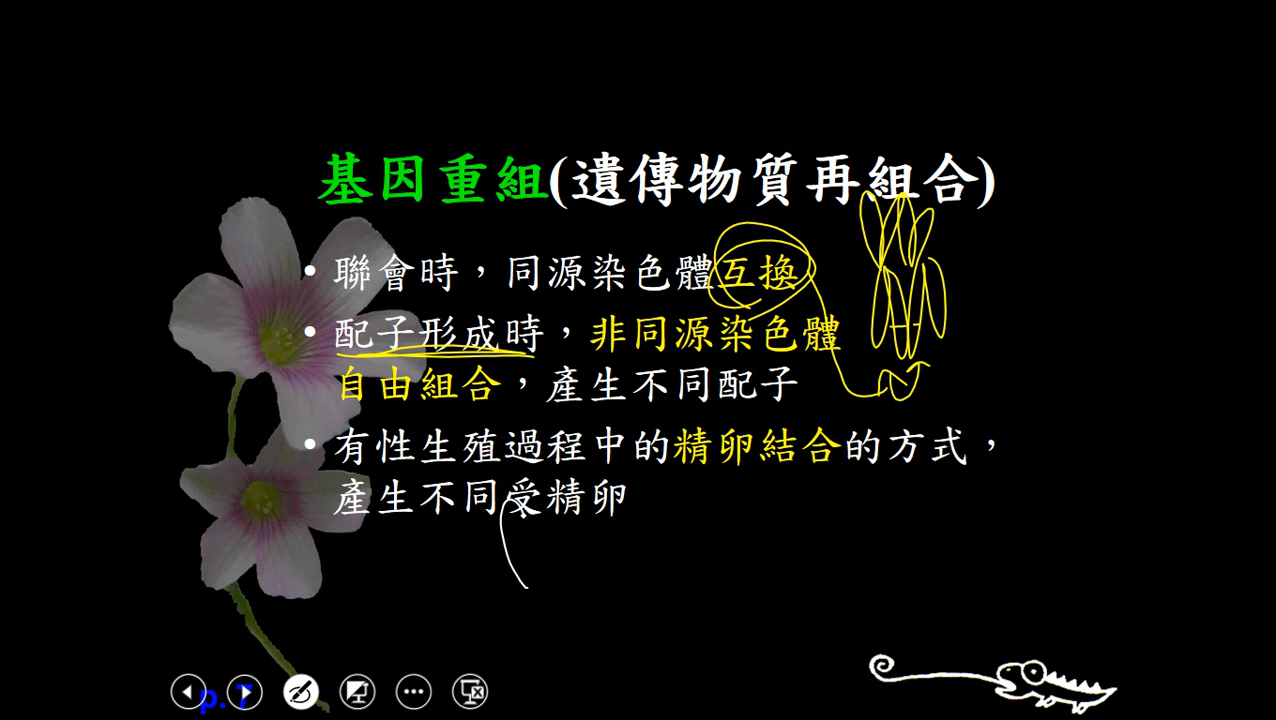 基因重組(遺傳物質再組合)
• 聯會時，同源染色體互換
• 配子形成時，非同源染色體
自由組合，產生不同配子
• 有性生殖過程中的精卵結合的方式，
產生不同受精卵
p. 7